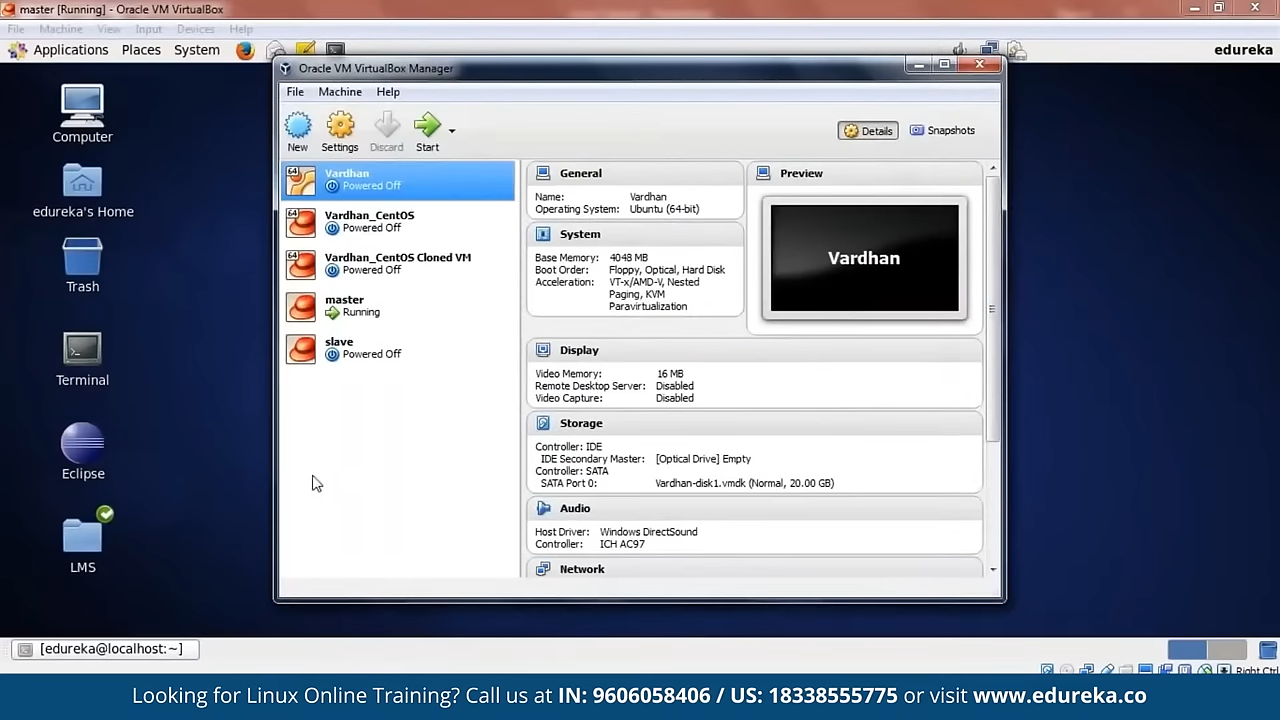 master [Running] - Oracle VM VirtualBox
File Machine View Input Devices Help
Applications Places System
edureka
Computer
edureka's Home
Trash
Terminal
Eclipse
LMS
Oracle VM VirtualBox Manager
File Machine Help
New Settings Discard Start
Details Snapshots
64 Vardhan
Powered Off
64 Vardhan_CentOS
Powered Off
64 Vardhan_CentOS Cloned VM
Powered Off
master
Running
slave
Powered Off
General
Name: Vardhan
Operating System: Ubuntu (64-bit)
System
Base Memory: 4048 MB
Boot Order: Floppy, Optical, Hard Disk
Acceleration: VT-x/AMD-V, Nested
Paging, KVM
Paravirtualization
Preview
Vardhan
Display
Video Memory: 16 MB
Remote Desktop Server: Disabled
Video Capture: Disabled
Storage
Controller: IDE
IDE Secondary Master: [Optical Drive] Empty
Controller: SATA
SATA Port 0: Vardhan-disk1.vmdk (Normal, 20.00 GB)
Audio
Host Driver: Windows DirectSound
Controller: ICH AC97
Network
[edureka@localhost:~]
Right Ctrl
Looking for Linux Online Training? Call us at IN: 9606058406 / US: 18338555775 or visit www.edureka.co